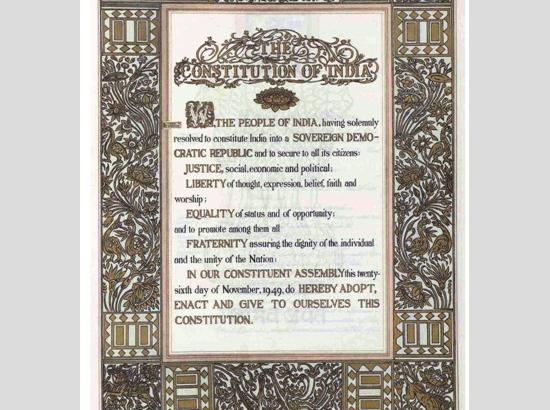 THE
CONSTITUTION OF INDIA
WE, THE PEOPLE OF INDIA, having solemnly
resolved to constitute India into a SOVEREIGN DEMO-
CRATIC REPUBLIC and to secure to all its citizens:
JUSTICE, social, economic and political;
LIBERTY of thought, expression, belief, faith and
worship;
EQUALITY of status and of opportunity;
and to promote among them all
FRATERNITY assuring the dignity of the individual
and the unity of the Nation;
IN OUR CONSTITUENT ASSEMBLY this twenty-
sixth day of November, 1949, do HEREBY ADOPT,
ENACT AND GIVE TO OURSELVES THIS
CONSTITUTION.